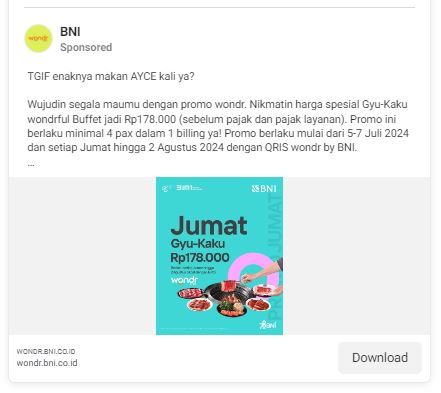 wondr
BNI
Sponsored
TGIF enaknya makan AYCE kali ya?
Wujudin segala maumu dengan promo wondr. Nikmatin harga spesial Gyu-Kaku
wondrful Buffet jadi Rp178.000 (sebelum pajak dan pajak layanan). Promo ini
berlaku minimal 4 pax dalam 1 billing ya! Promo berlaku mulai dari 5-7 Juli 2024
dan setiap Jumat hingga 2 Agustus 2024 dengan QRIS wondr by BNI.
...
BNI
Jumat
Gyu-Kaku
Rp178.000
wondr
BNI
WONDR.BNI.CO.ID
wondr.bni.co.id
Download